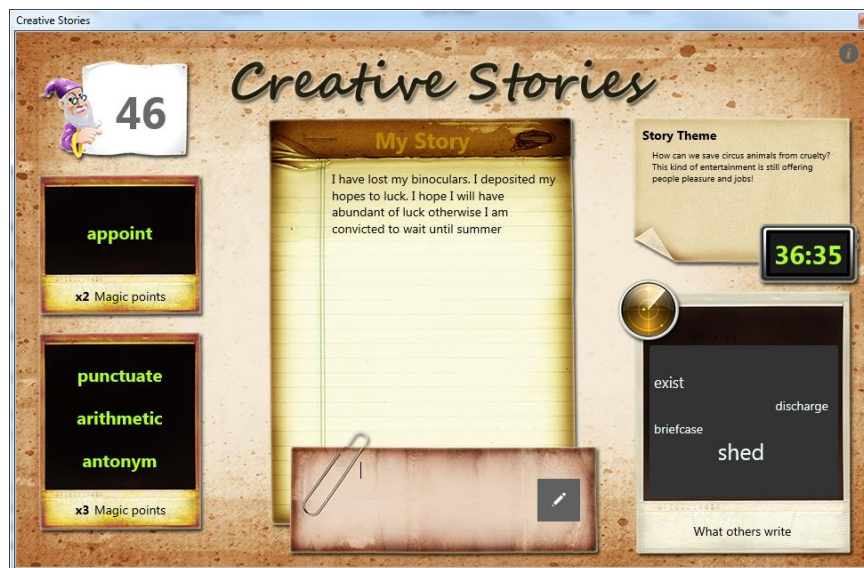 Creative Stories
Creative Stories
46
My Story
I have lost my binoculars. I deposited my
hopes to luck. I hope I will have
abundant of luck otherwise I am
convicted to wait until summer
appoint
x2 Magic points
punctuate
arithmetic
antonym
x3 Magic points
Story Theme
How can we save circus animals from cruelty?
This kind of entertainment is still offering
people pleasure and jobs!
36:35
exist
discharge
briefcase
shed
What others write
i